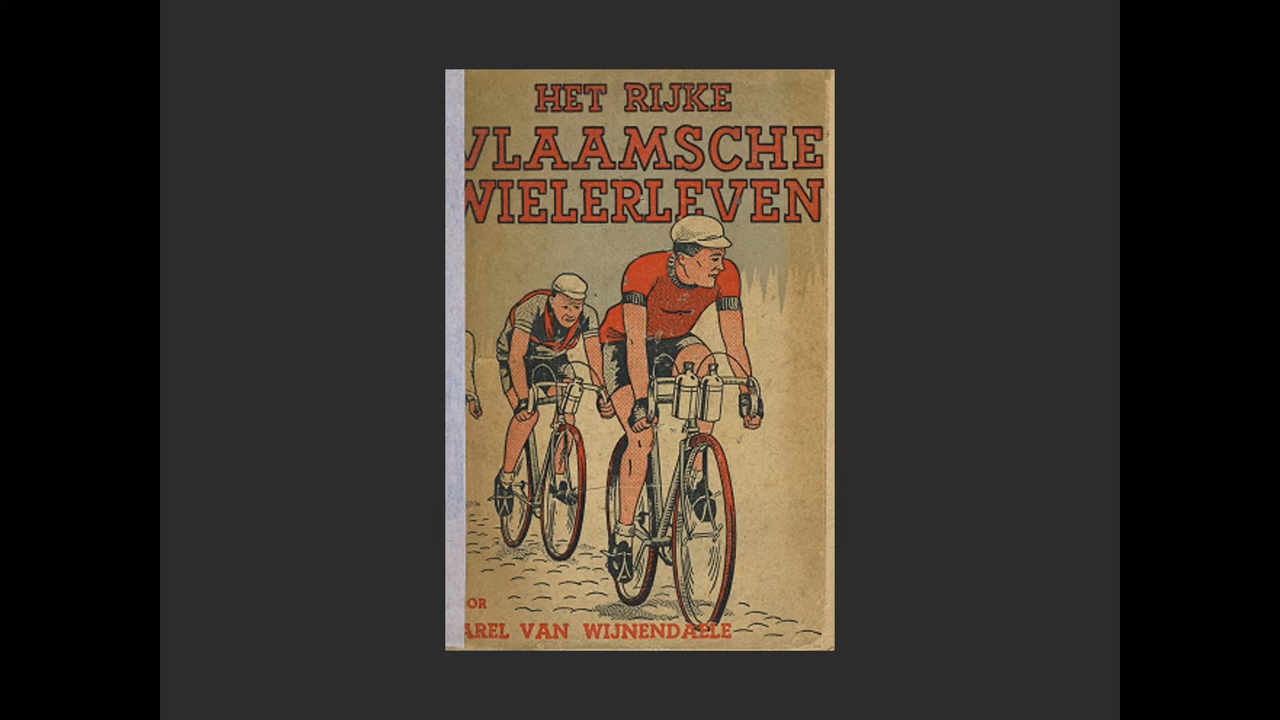 HET RIJKE
VLAAMSCHE
WIELERLEVEN
OR
AREL VAN WIJNENDAELE